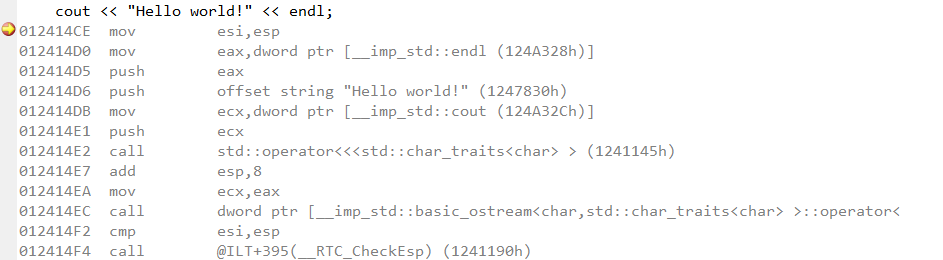 cout << "Hello world!" << endl;
012414CE mov esi,esp
012414D0 mov eax,dword ptr [__imp_std::endl (124A328h)]
012414D5 push eax
012414D6 push offset string "Hello world!" (1247830h)
012414DB mov ecx,dword ptr [__imp_std::cout (124A32Ch)]
012414E1 push ecx
012414E2 call std::operator<<<std::char_traits<char> > (1241145h)
012414E7 add esp,8
012414EA mov ecx,eax
012414EC call dword ptr [__imp_std::basic_ostream<char,std::char_traits<char> >::operator<
012414F2 cmp esi,esp
012414F4 call @ILT+395(__RTC_CheckEsp) (1241190h)